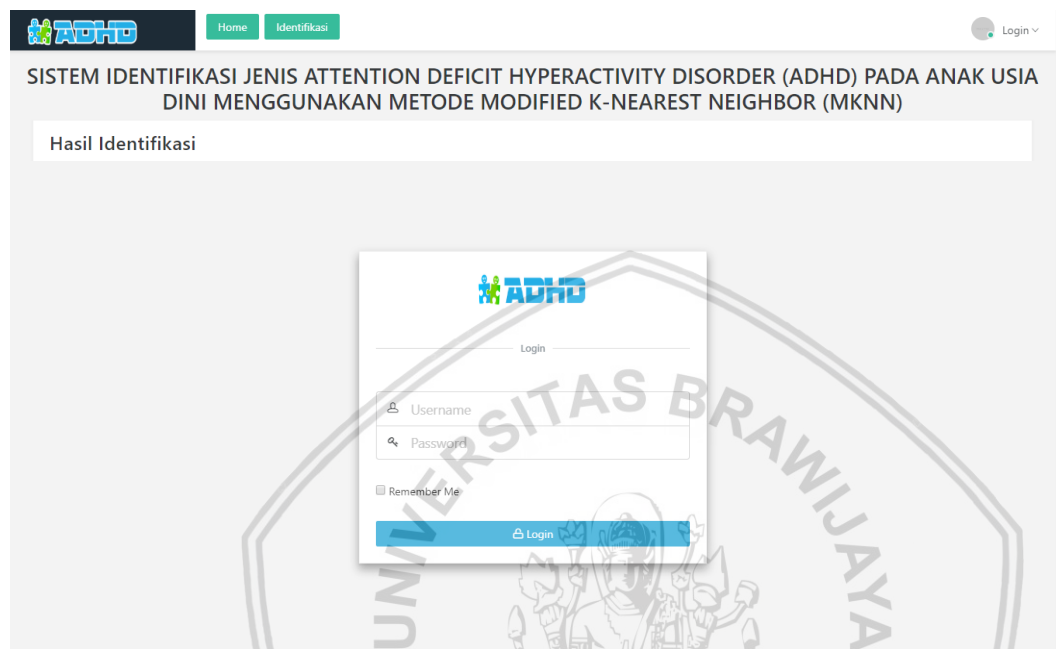 ADHD
Home Identifikasi Login
SISTEM IDENTIFIKASI JENIS ATTENTION DEFICIT HYPERACTIVITY DISORDER (ADHD) PADA ANAK USIA
DINI MENGGUNAKAN METODE MODIFIED K-NEAREST NEIGHBOR (MKNN)
Hasil Identifikasi
ADHD
Login
Username
Password
Remember Me
Login
UNIVERSITAS BRAWIJAYA